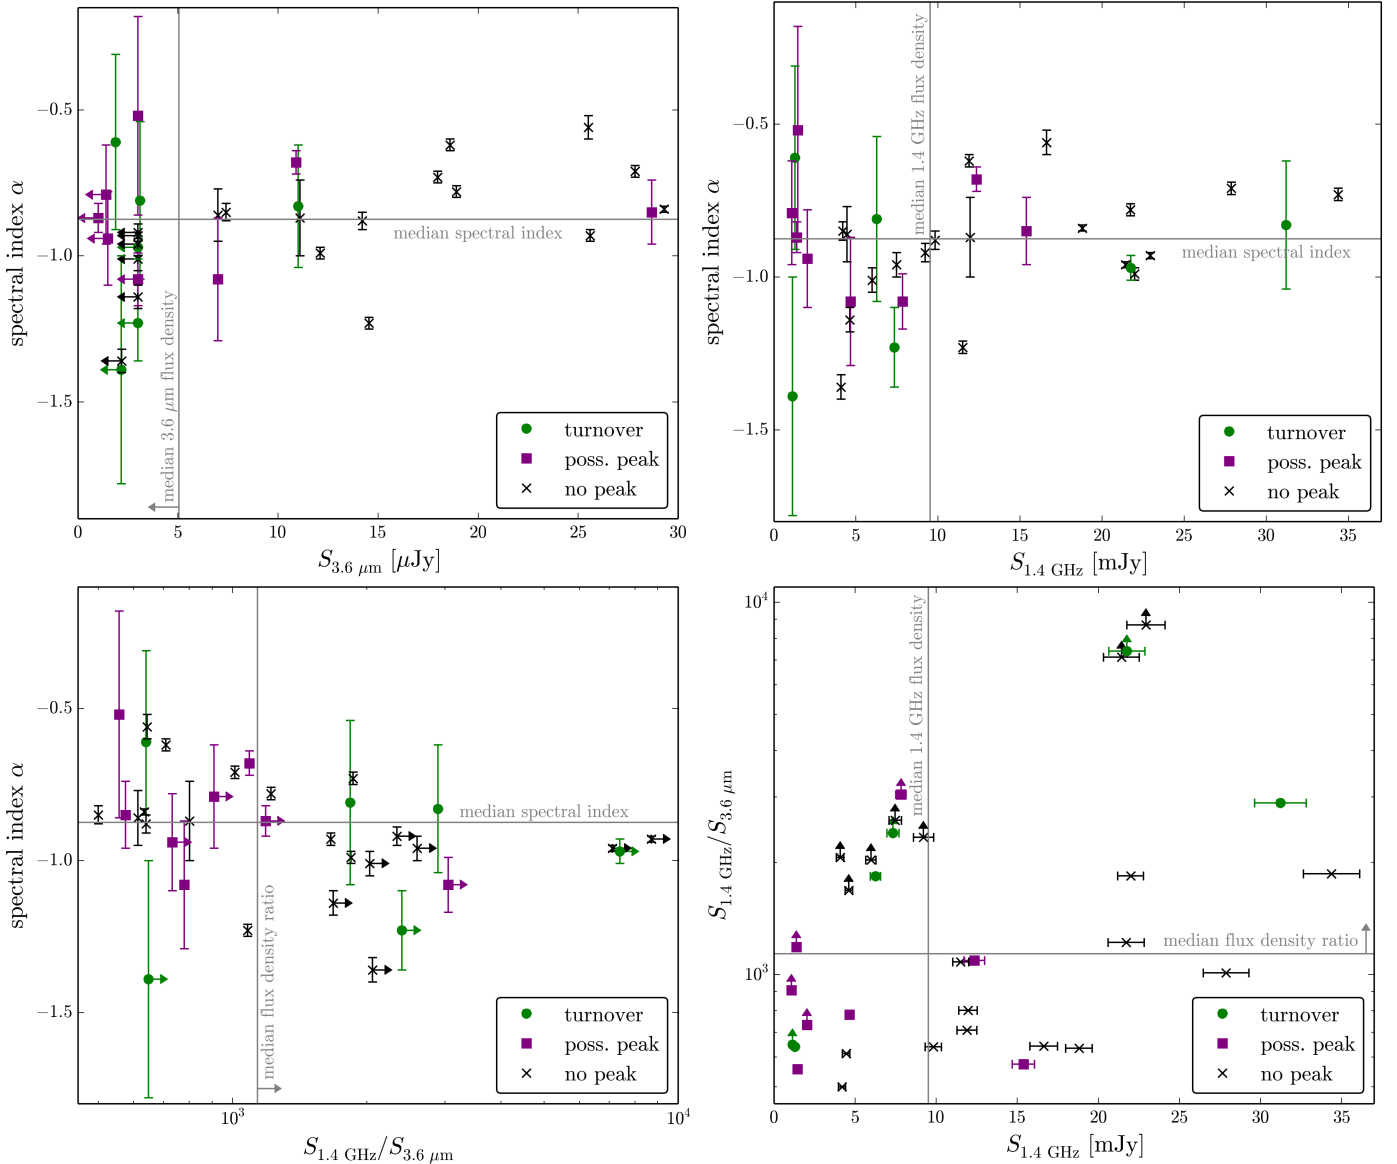 spectral index α
−0.5
−1.0
−1.5
median spectral index
median 3.6 μm flux density
turnover
poss. peak
no peak
0 5 10 15 20 25 30
S3.6 μm [μJy]
spectral index α
−0.5
−1.0
−1.5
median 1.4 GHz flux density
median spectral index
turnover
poss. peak
no peak
0 5 10 15 20 25 30 35
S1.4 GHz [mJy]
spectral index α
−0.5
−1.0
−1.5
median spectral index
median flux density ratio
turnover
poss. peak
no peak
10³ 10⁴
S1.4 GHz/S3.6 μm
S1.4 GHz/S3.6 μm
10⁴
10³
median 1.4 GHz flux density
median flux density ratio
turnover
poss. peak
no peak
0 5 10 15 20 25 30 35
S1.4 GHz [mJy]